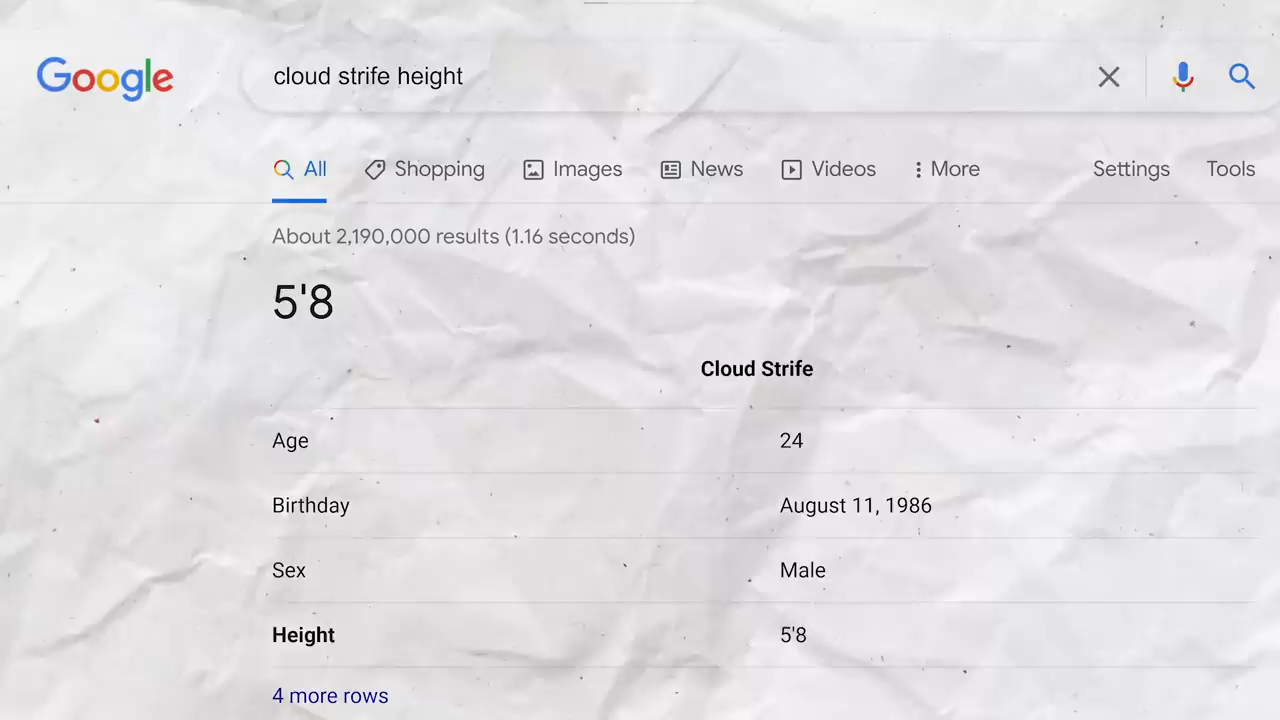 Google
cloud strife height
All Shopping Images News Videos More Settings Tools
About 2,190,000 results (1.16 seconds)
5'8
Cloud Strife
Age 24
Birthday August 11, 1986
Sex Male
Height 5'8
4 more rows